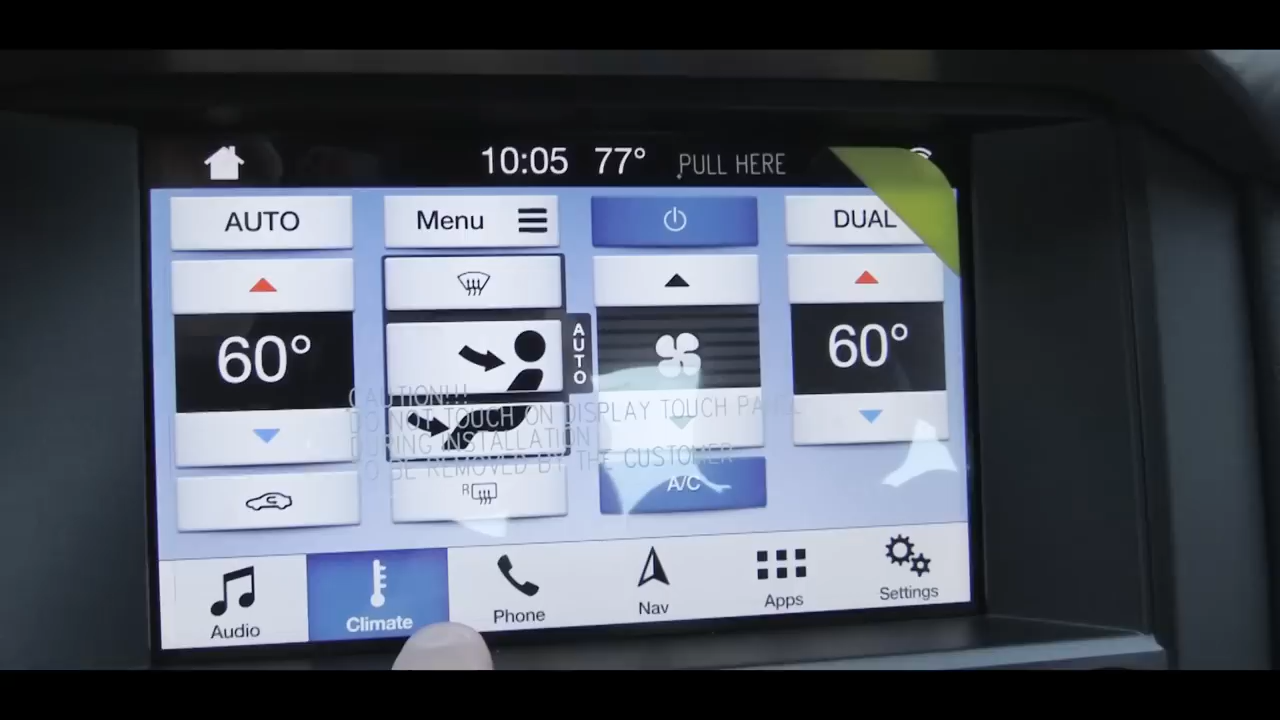 10:05 77° PULL HERE
AUTO Menu DUAL
60° AUTO 60°
CAUTION!!!
DO NOT TOUCH ON DISPLAY TOUCH PANEL
DURING INSTALLATION
TO BE REMOVED BY THE CUSTOMER
R A/C
Audio Climate Phone Nav Apps Settings